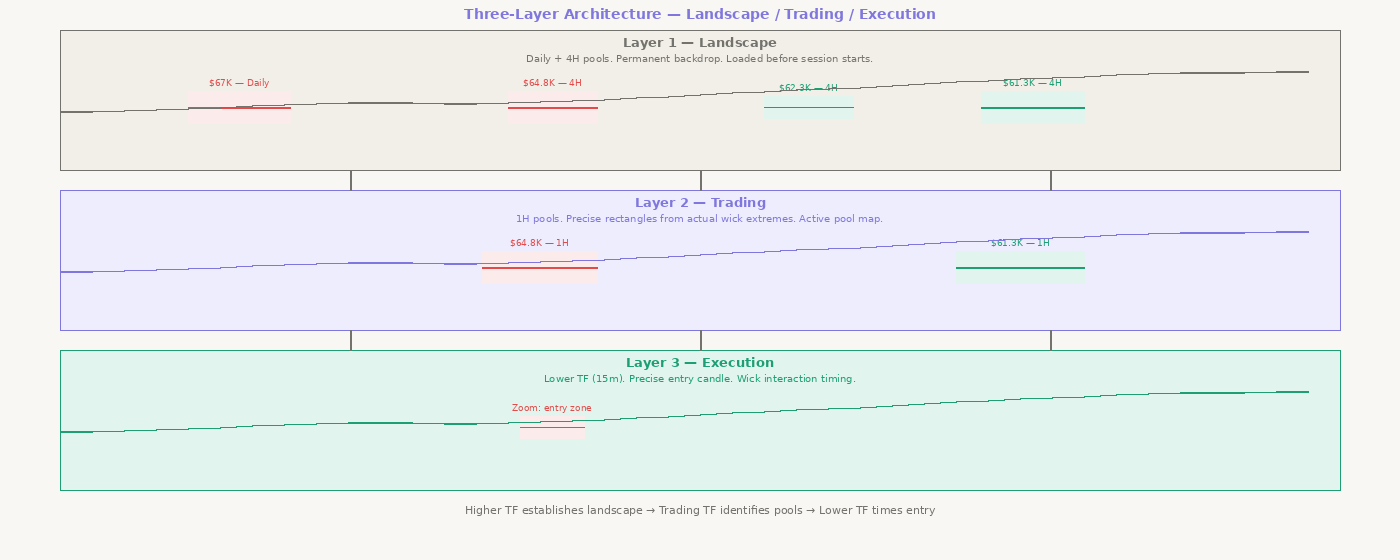 Three-Layer Architecture — Landscape / Trading / Execution
Layer 1 — Landscape
Daily + 4H pools. Permanent backdrop. Loaded before session starts.
$67K — Daily
$64.8K — 4H
$62.3K — 4H
$61.3K — 4H
Layer 2 — Trading
1H pools. Precise rectangles from actual wick extremes. Active pool map.
$64.8K — 1H
$61.3K — 1H
Layer 3 — Execution
Lower TF (15m). Precise entry candle. Wick interaction timing.
Zoom: entry zone
Higher TF establishes landscape → Trading TF identifies pools → Lower TF times entry